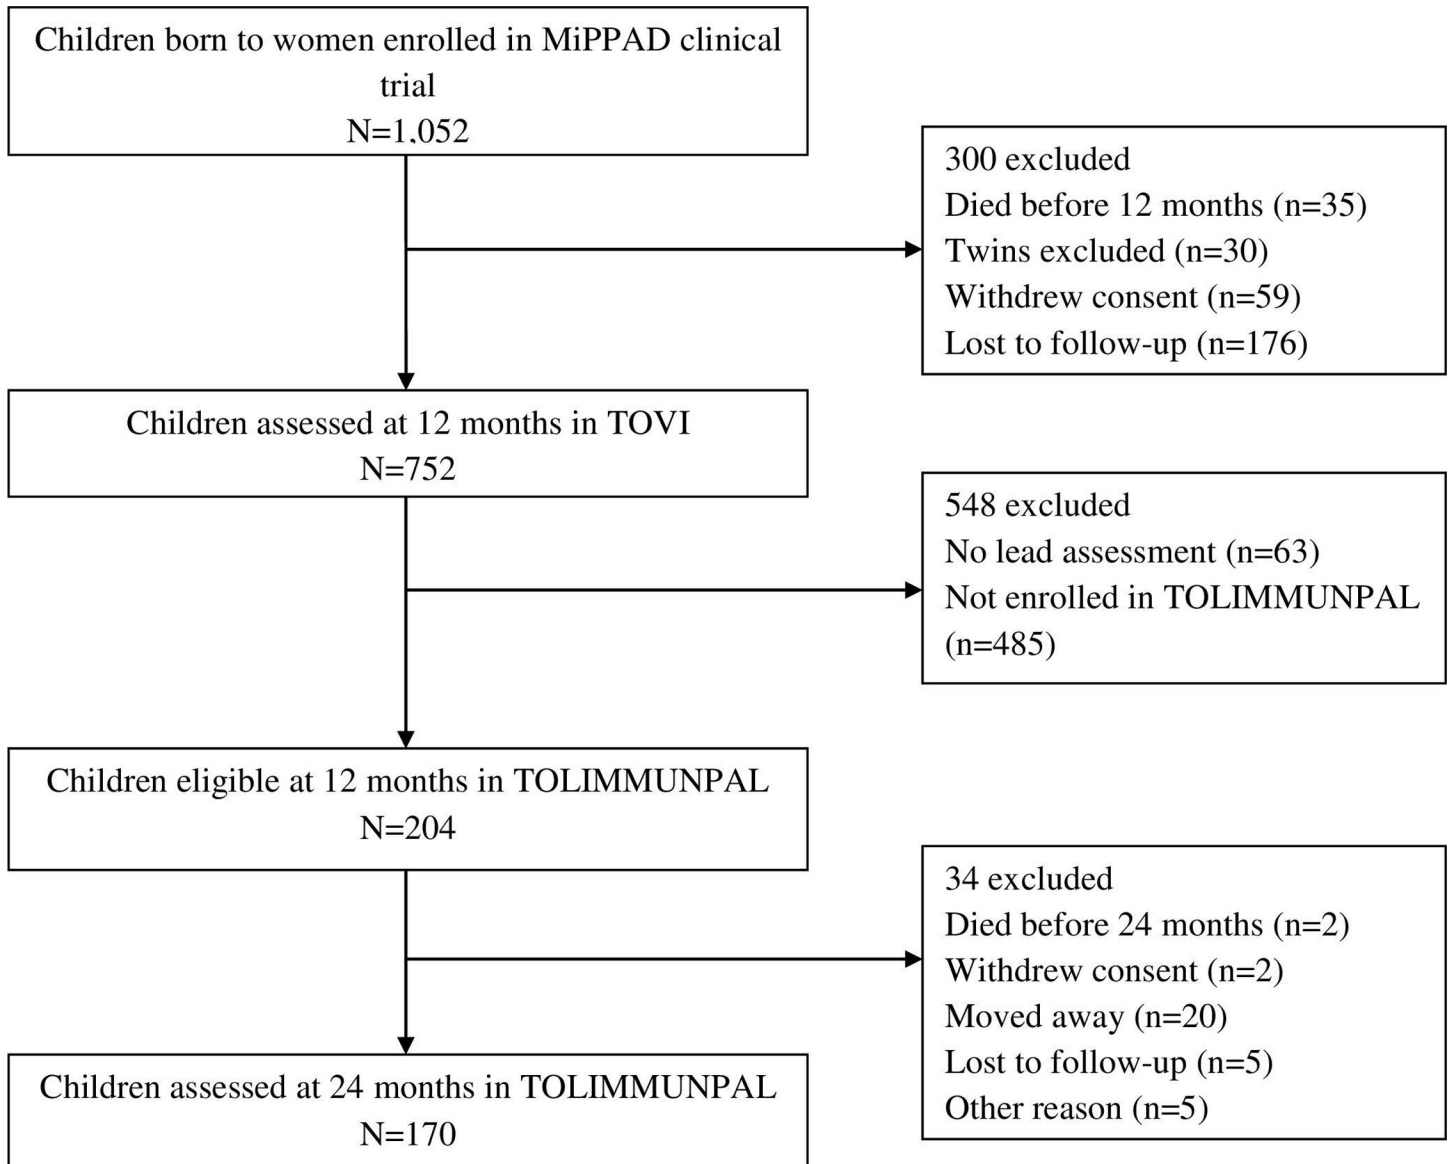 Children born to women enrolled in MiPPAD clinical
trial
N=1,052
300 excluded
Died before 12 months (n=35)
Twins excluded (n=30)
Withdrew consent (n=59)
Lost to follow-up (n=176)
Children assessed at 12 months in TOVI
N=752
548 excluded
No lead assessment (n=63)
Not enrolled in TOLIMMUNPAL
(n=485)
Children eligible at 12 months in TOLIMMUNPAL
N=204
34 excluded
Died before 24 months (n=2)
Withdrew consent (n=2)
Moved away (n=20)
Lost to follow-up (n=5)
Other reason (n=5)
Children assessed at 24 months in TOLIMMUNPAL
N=170